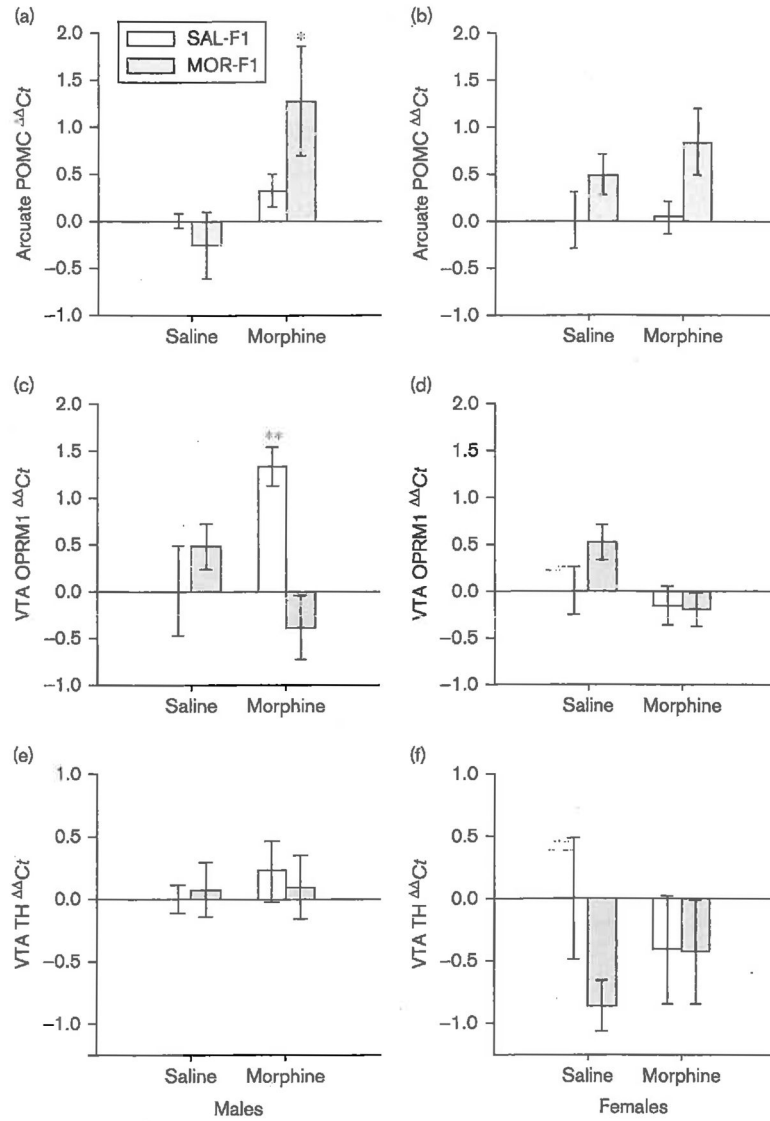 (a)
2.0
1.5
1.0
0.5
0.0
−0.5
−1.0
Arcuate POMC ΔΔCt
SAL-F1
MOR-F1
*
Saline Morphine
(b)
2.0
1.5
1.0
0.5
0.0
−0.5
−1.0
Arcuate POMC ΔΔCt
Saline Morphine
(c)
2.0
1.5
1.0
0.5
0.0
−0.5
−1.0
VTA OPRM1 ΔΔCt
**
Saline Morphine
(d)
2.0
1.5
1.0
0.5
0.0
−0.5
−1.0
VTA OPRM1 ΔΔCt
Saline Morphine
(e)
1.0
0.5
0.0
−0.5
−1.0
VTA TH ΔΔCt
Saline Morphine
Males
(f)
1.0
0.5
0.0
−0.5
−1.0
VTA TH ΔΔCt
Saline Morphine
Females